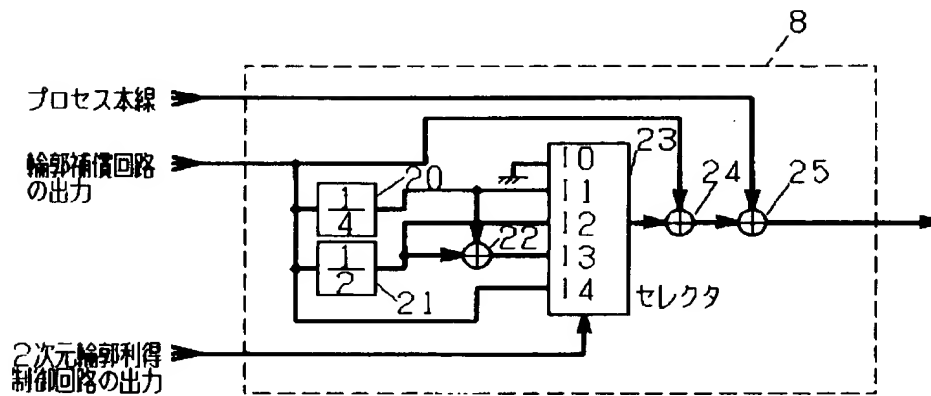 8
プロセス本線
輪郭補償回路
の出力
1
4
20
1
2
21
22
I0
I1
I2
I3
I4
23
セレクタ
24
25
2次元輪郭利得
制御回路の出力